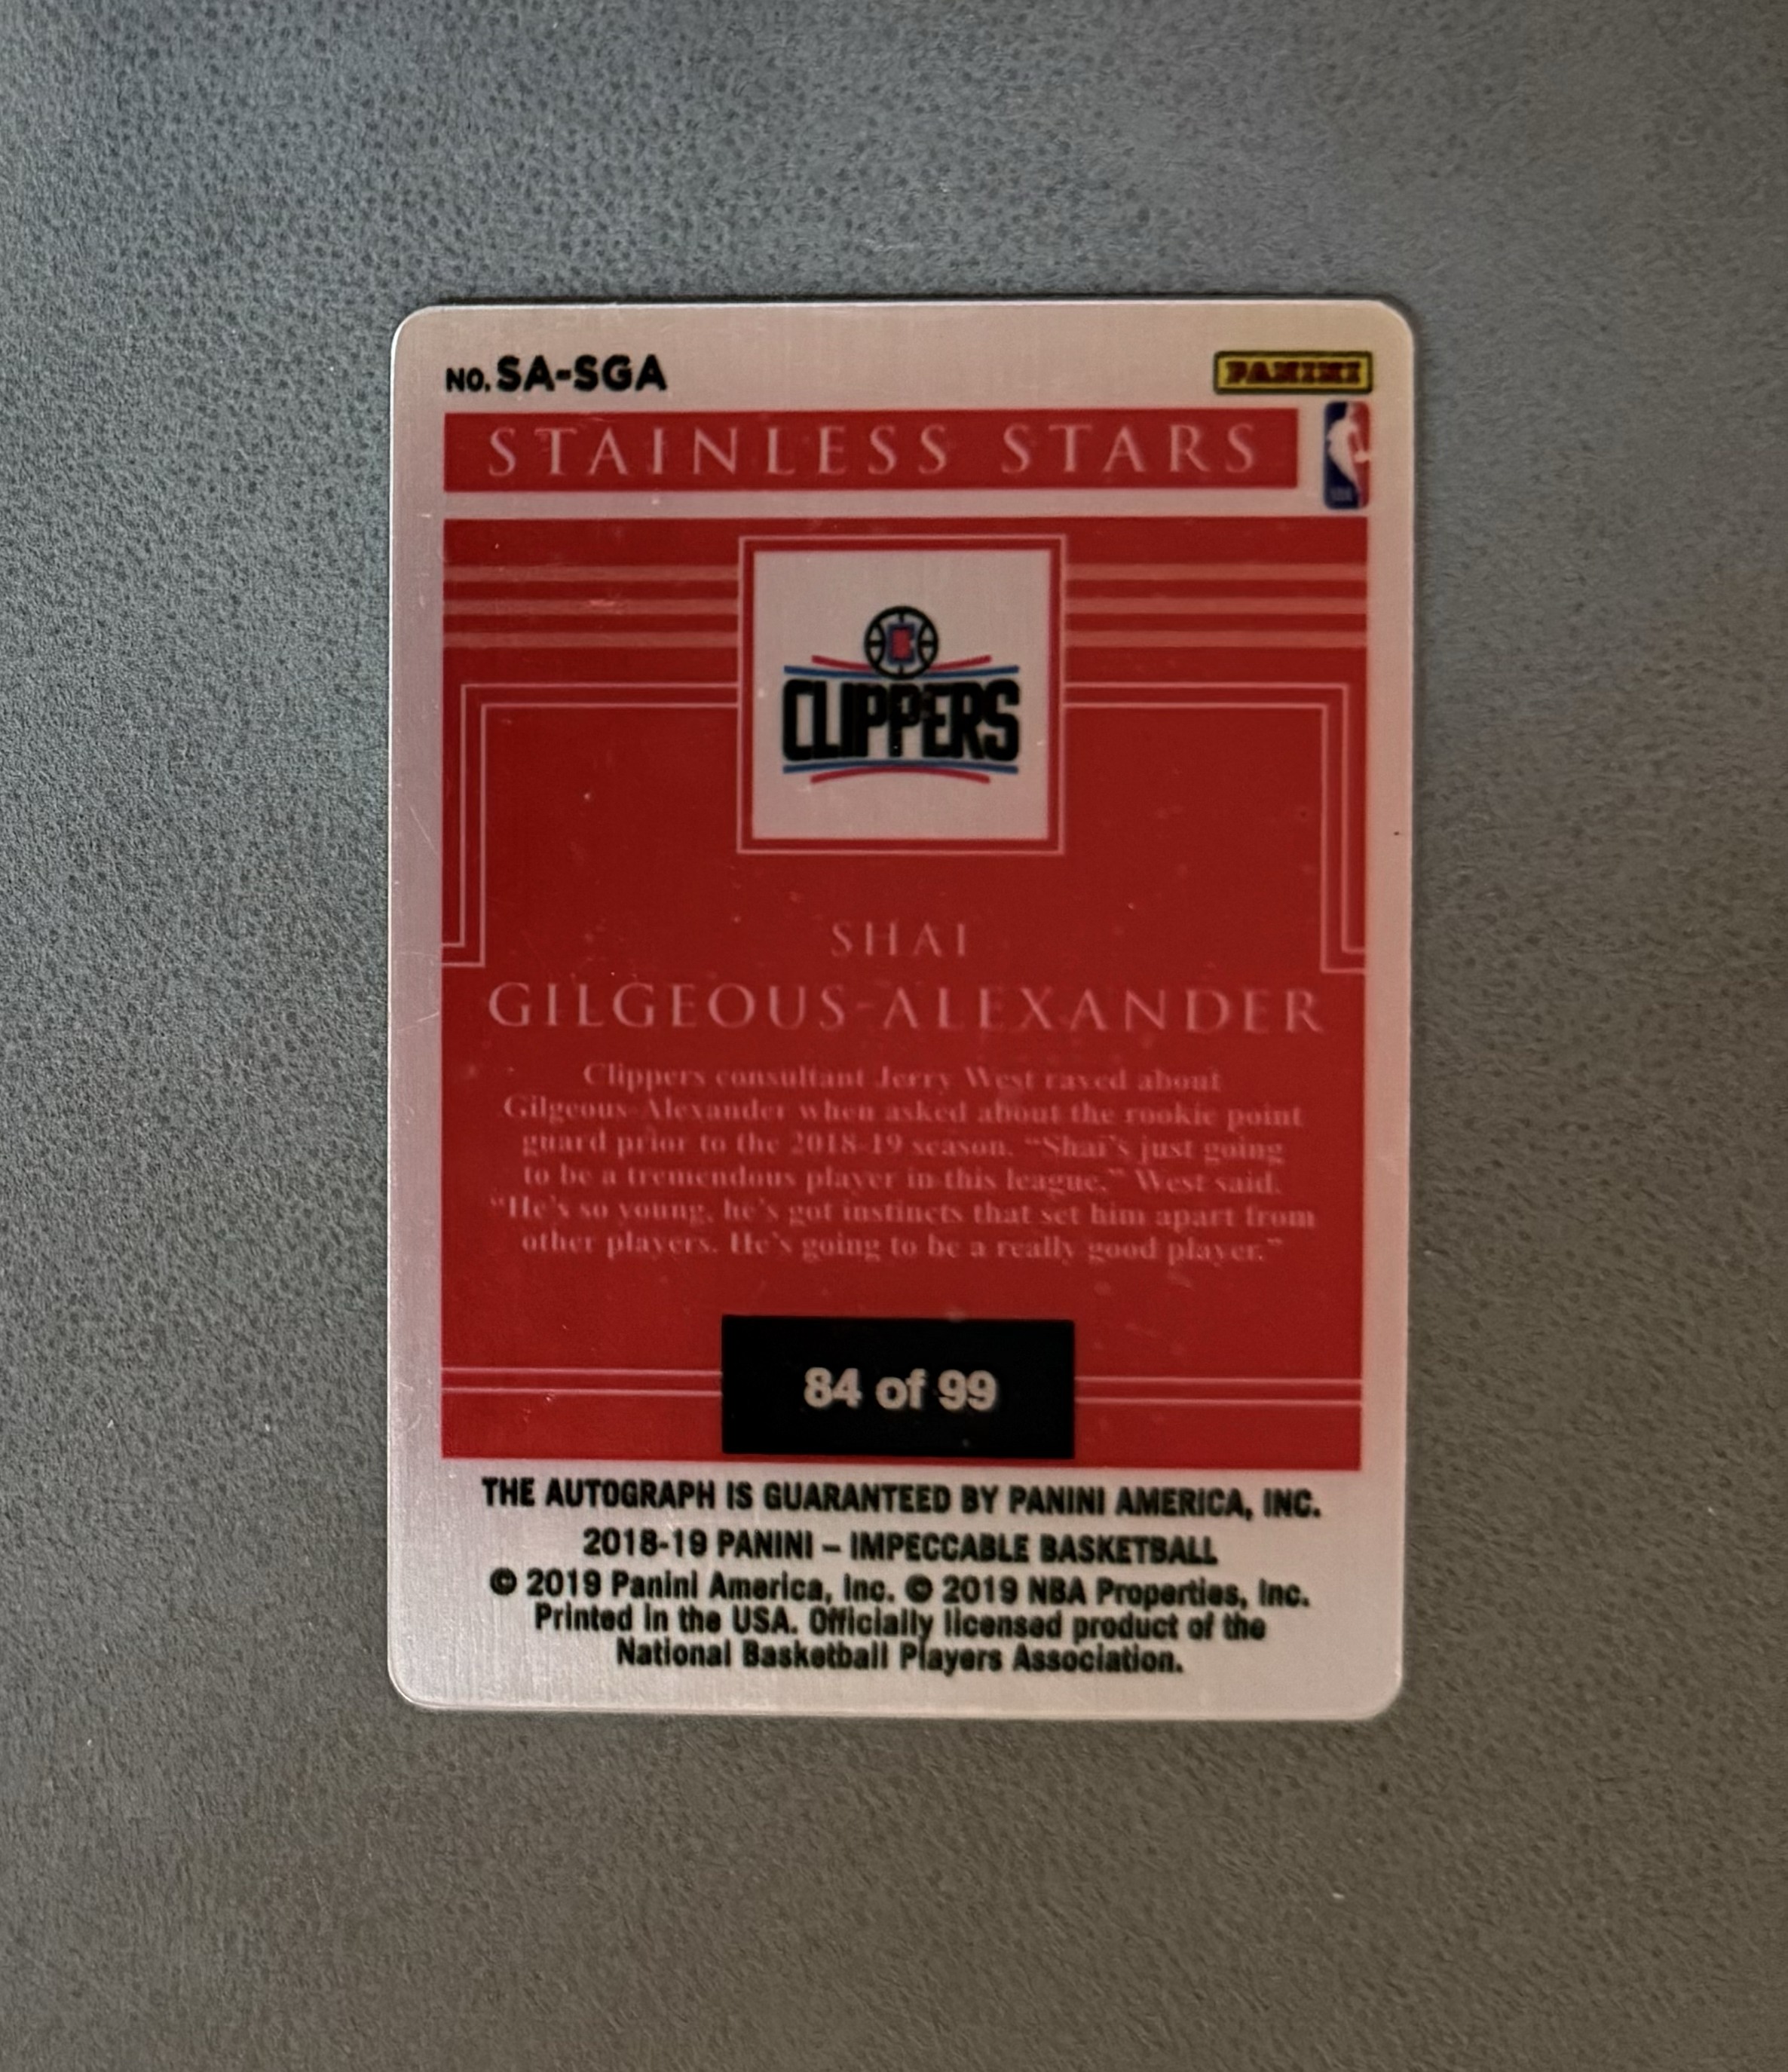 NO. SA-SGA
PANINI
STAINLESS STARS
CLIPPERS
SHAI
GILGEOUS-ALEXANDER
Clippers consultant Jerry West raved about
Gilgeous-Alexander when asked about the rookie point
guard prior to the 2018-19 season. “Shai’s just going
to be a tremendous player in this league,” West said.
“He’s so young, he’s got instincts that set him apart from
other players. He’s going to be a really good player.”
84 of 99
THE AUTOGRAPH IS GUARANTEED BY PANINI AMERICA, INC.
2018-19 PANINI – IMPECCABLE BASKETBALL
© 2019 Panini America, Inc. © 2019 NBA Properties, Inc.
Printed in the USA. Officially licensed product of the
National Basketball Players Association.